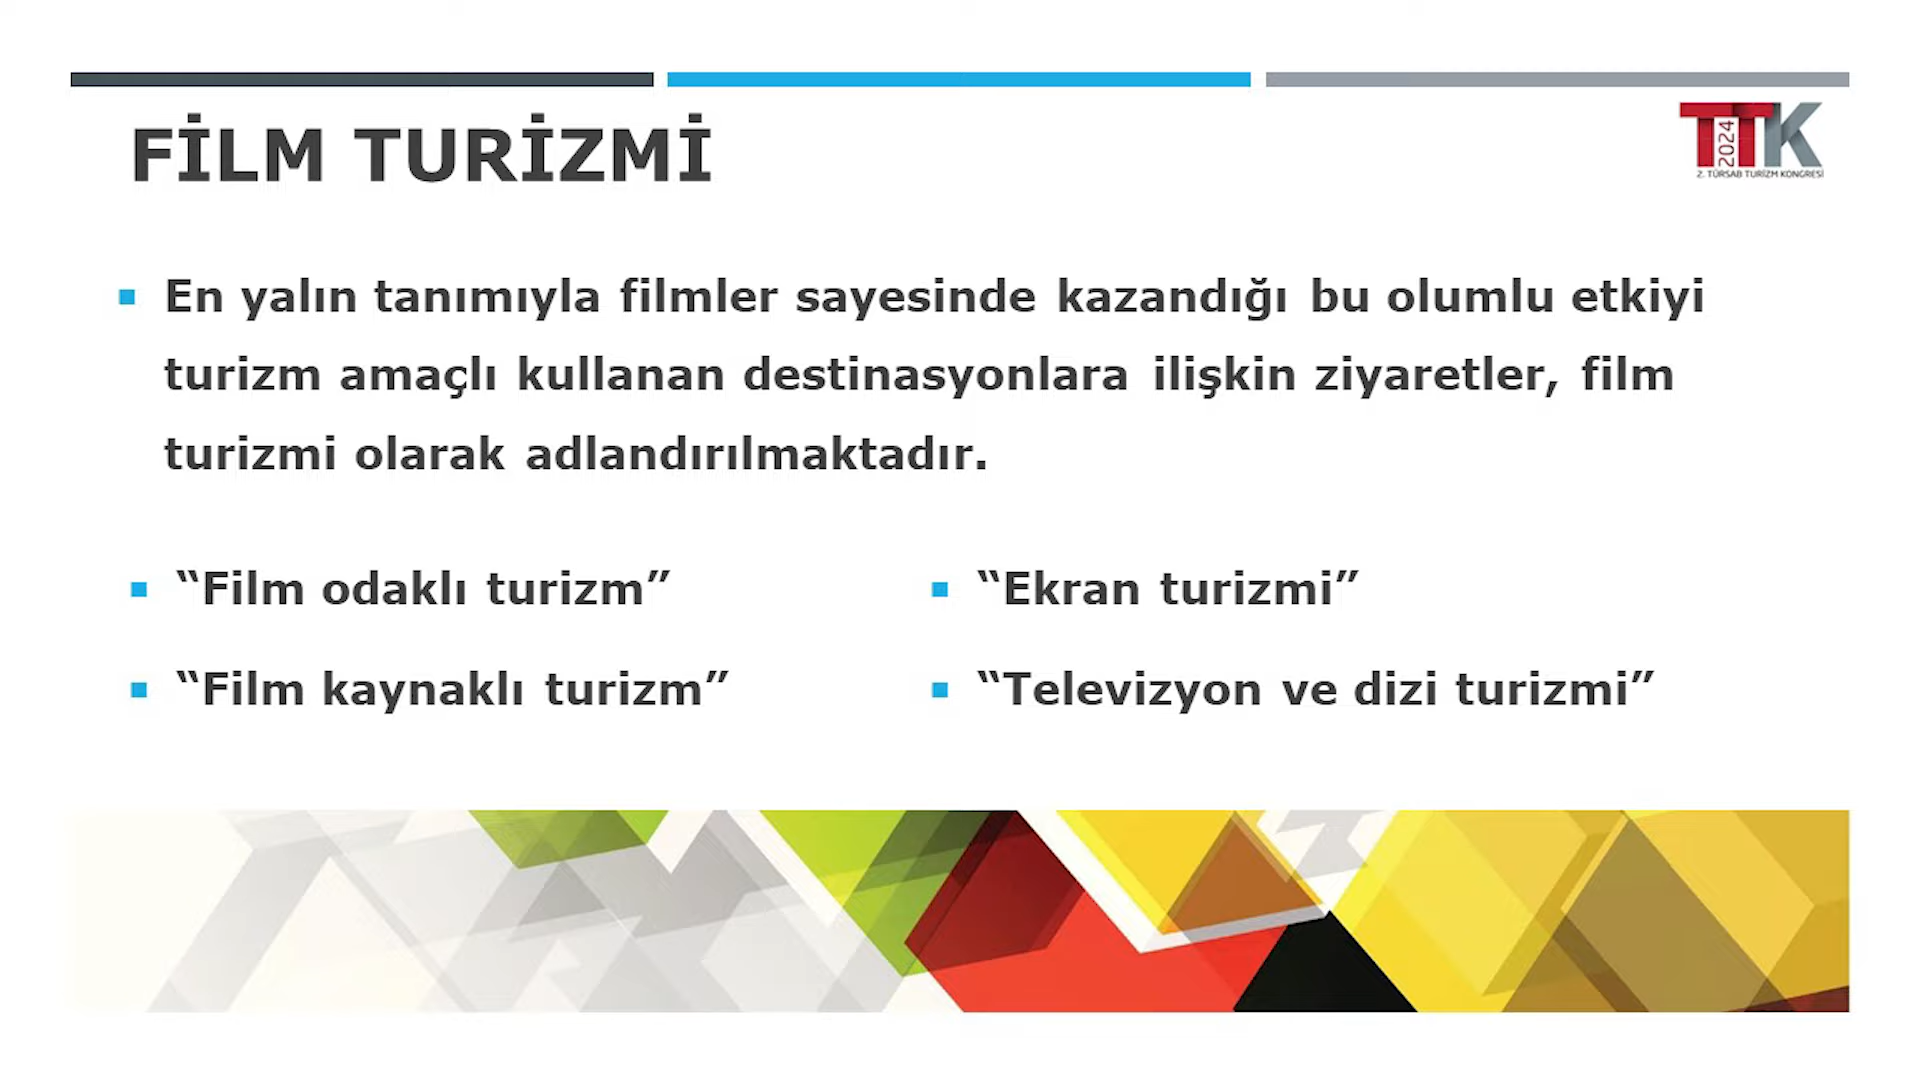 FİLM TURİZMİ
TTK
2024
2. TÜRSAB TURİZM KONGRESİ
En yalın tanımıyla filmler sayesinde kazandığı bu olumlu etkiyi
turizm amaçlı kullanan destinasyonlara ilişkin ziyaretler, film
turizmi olarak adlandırılmaktadır.
“Film odaklı turizm”
“Film kaynaklı turizm”
“Ekran turizmi”
“Televizyon ve dizi turizmi”